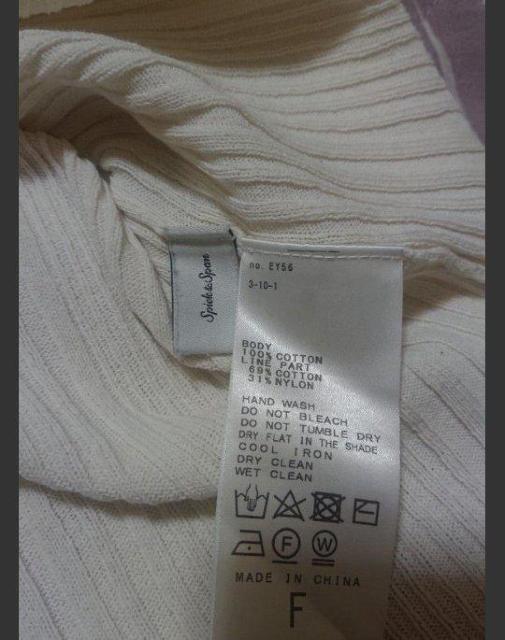 Spick & Span
no. EY56
3-10-1
BODY
100% COTTON
LINE PART
69% COTTON
31% NYLON
HAND WASH
DO NOT BLEACH
DO NOT TUMBLE DRY
DRY FLAT IN THE SHADE
COOL IRON
DRY CLEAN
WET CLEAN
F W
MADE IN CHINA
F